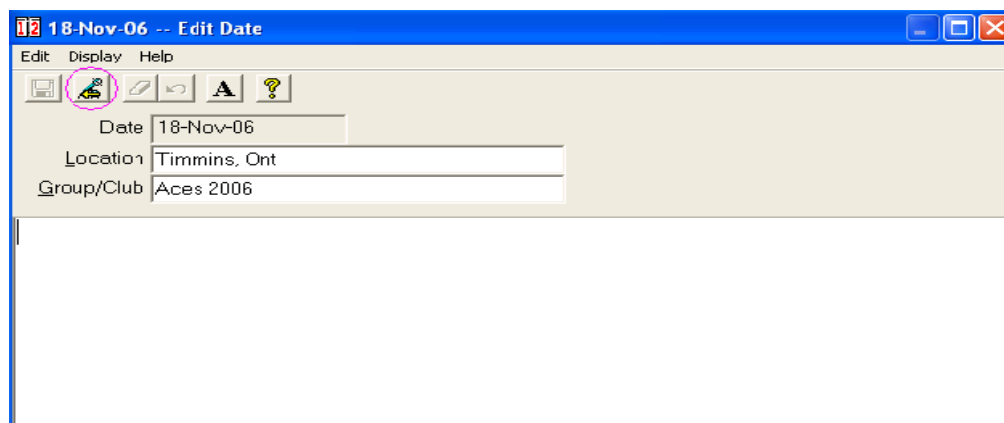 12 18-Nov-06 -- Edit Date
Edit Display Help
A ?
Date 18-Nov-06
Location Timmins, Ont
Group/Club Aces 2006